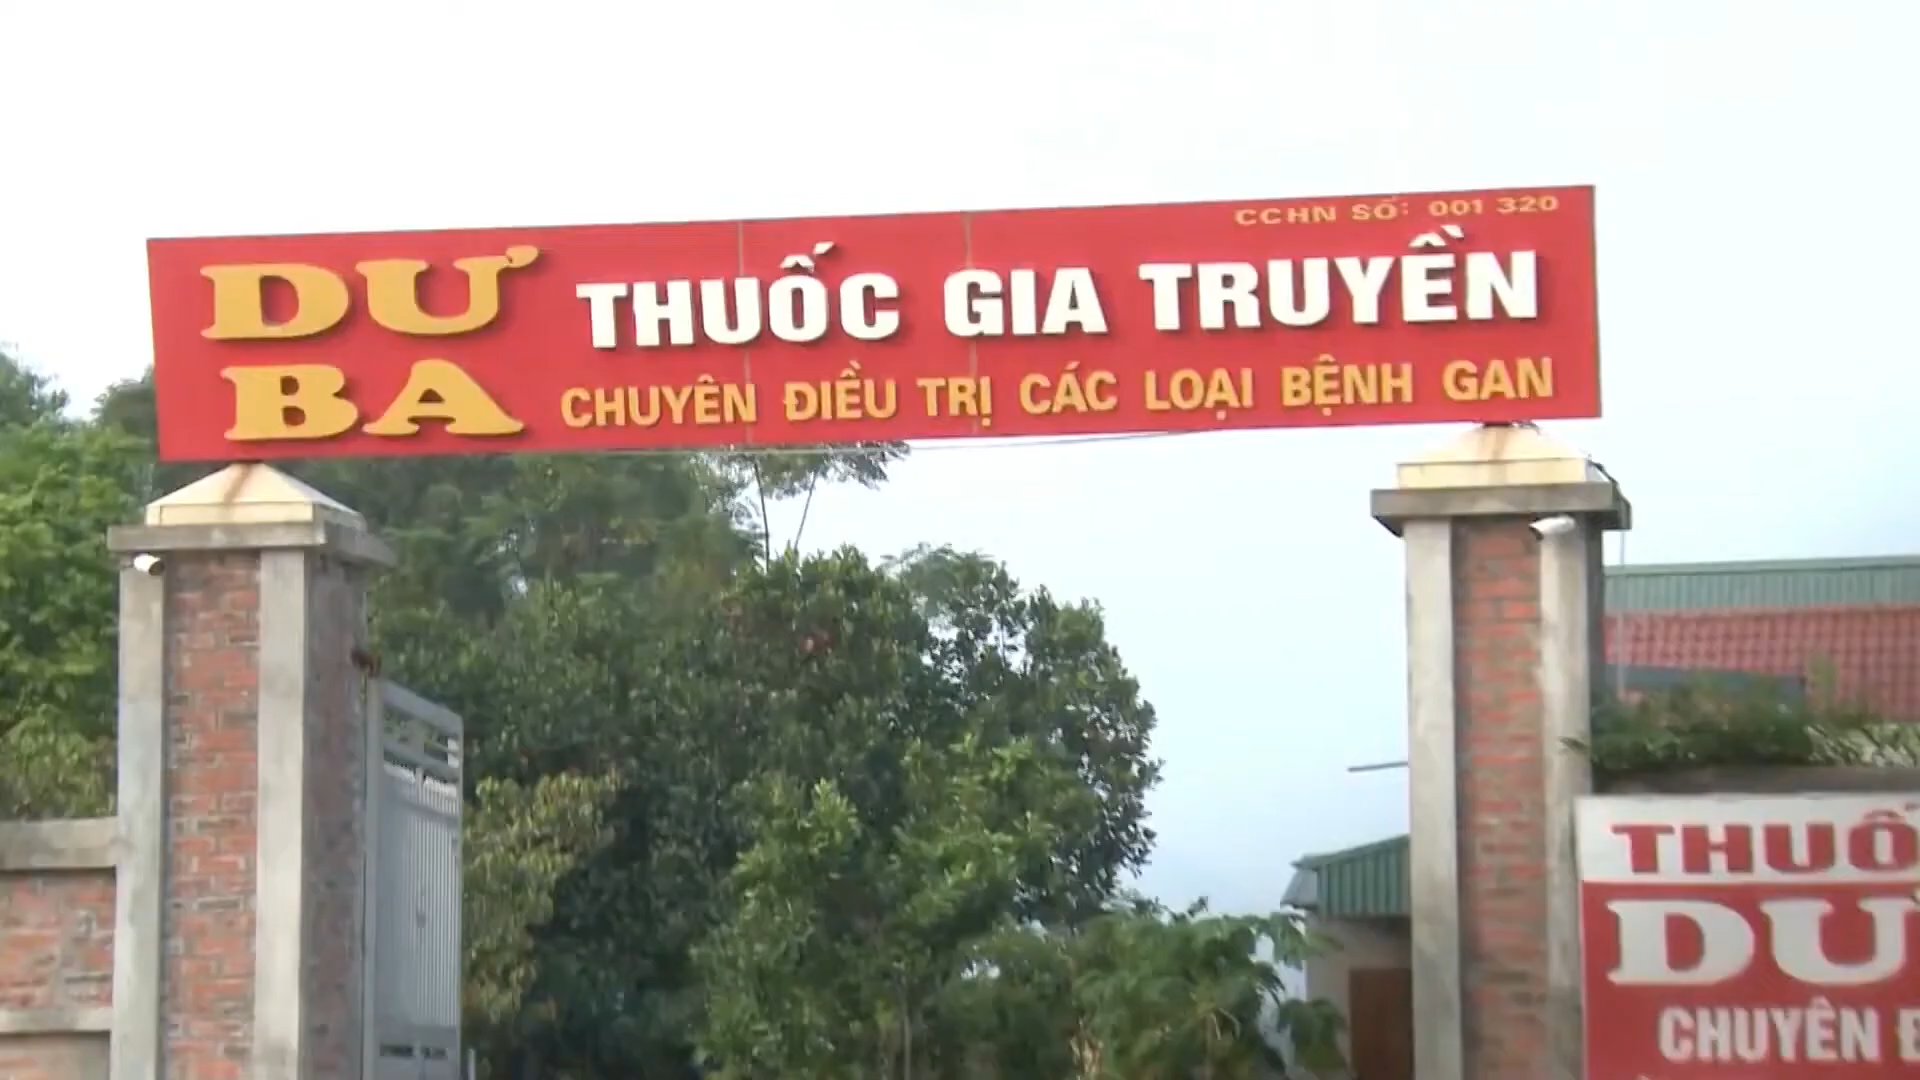 CCHN SỐ: 001 320
DƯ BA
THUỐC GIA TRUYỀN
CHUYÊN ĐIỀU TRỊ CÁC LOẠI BỆNH GAN
THUỐ
DƯ
CHUYÊN Đ